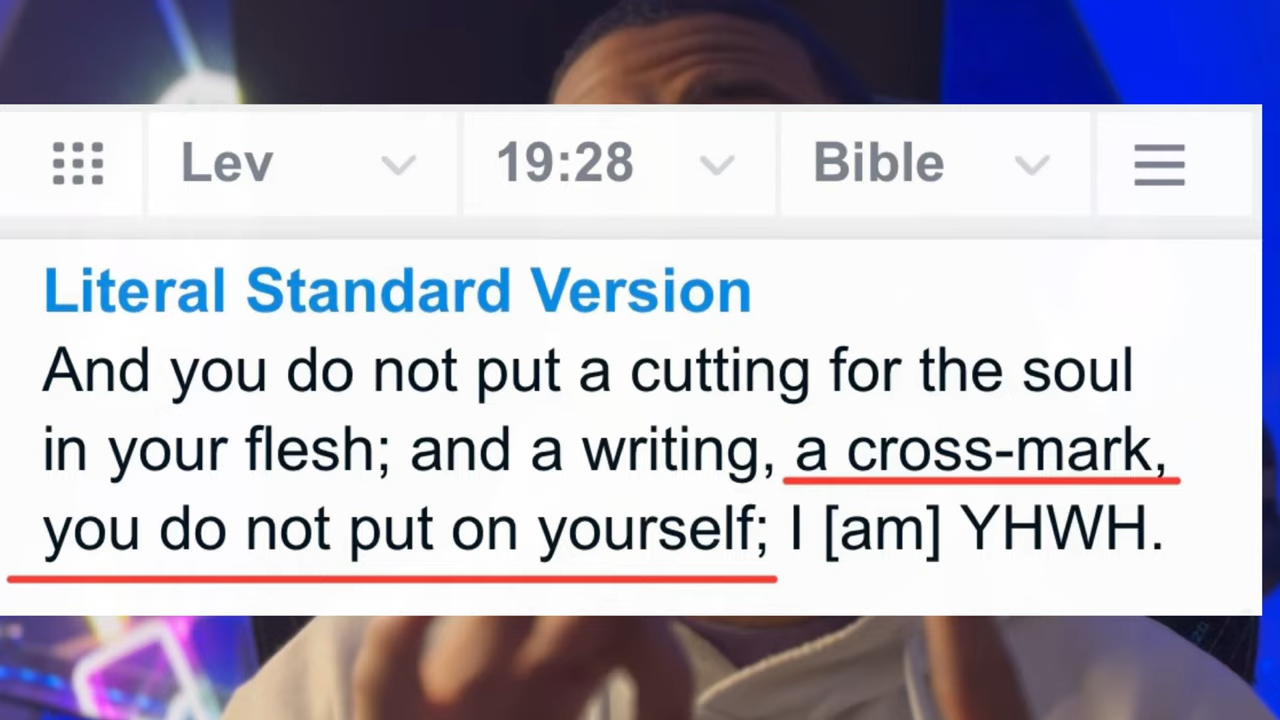 Lev
19:28
Bible
Literal Standard Version
And you do not put a cutting for the soul
in your flesh; and a writing, a cross-mark,
you do not put on yourself; I [am] YHWH.